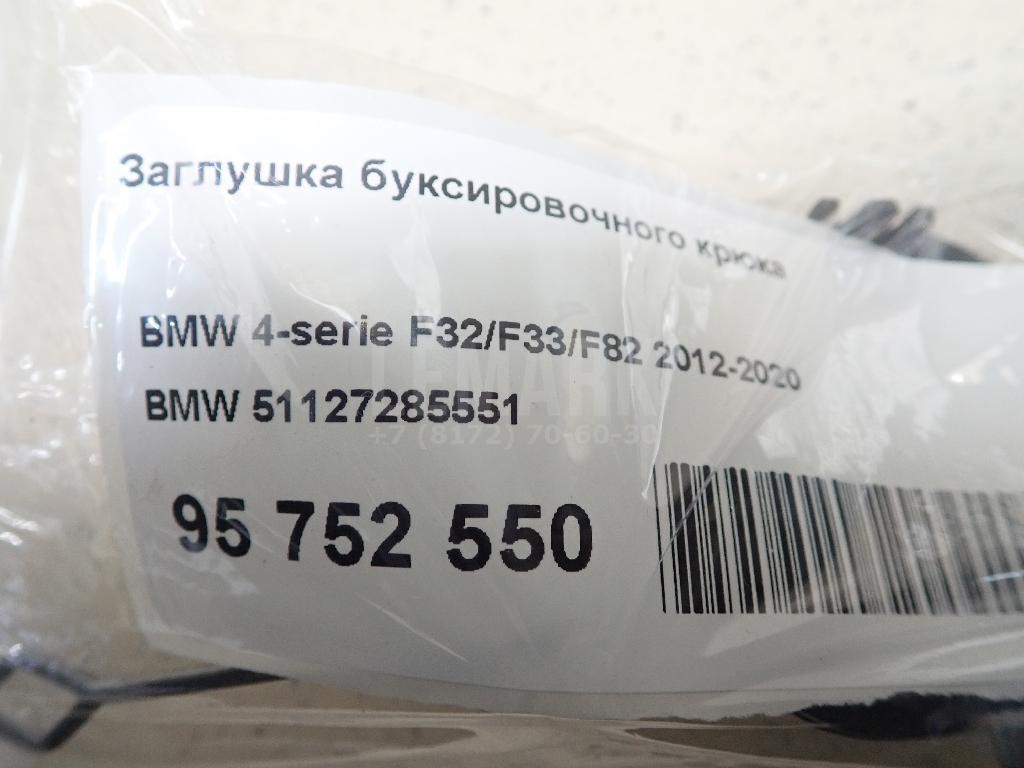 Заглушка буксировочного крюка
BMW 4-serie F32/F33/F82 2012-2020
LEMARK
BMW 51127285551
+7 (8172) 70-60-30
95 752 550